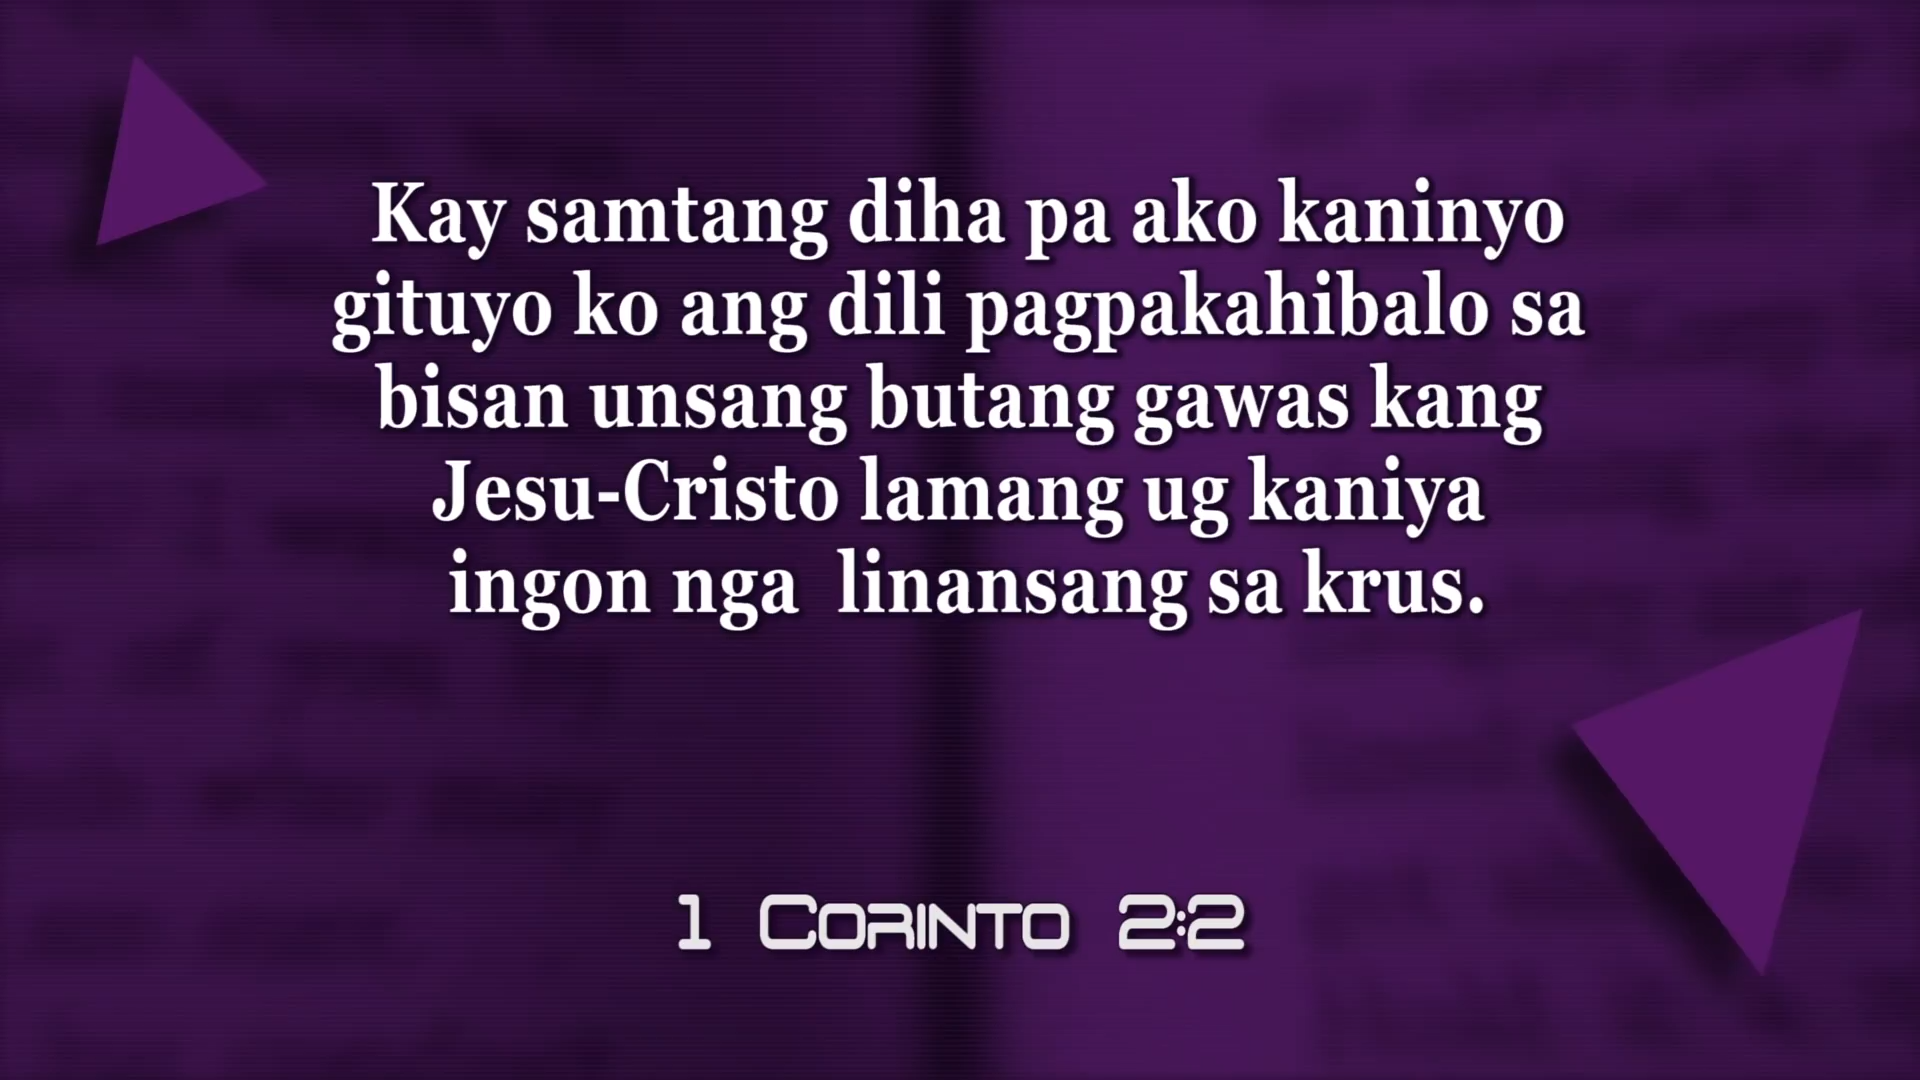 Kay samtang diha pa ako kaninyo
gituyo ko ang dili pagpakahibalo sa
bisan unsang butang gawas kang
Jesu-Cristo lamang ug kaniya
ingon nga  linansang sa krus.
1 Corinto 2:2